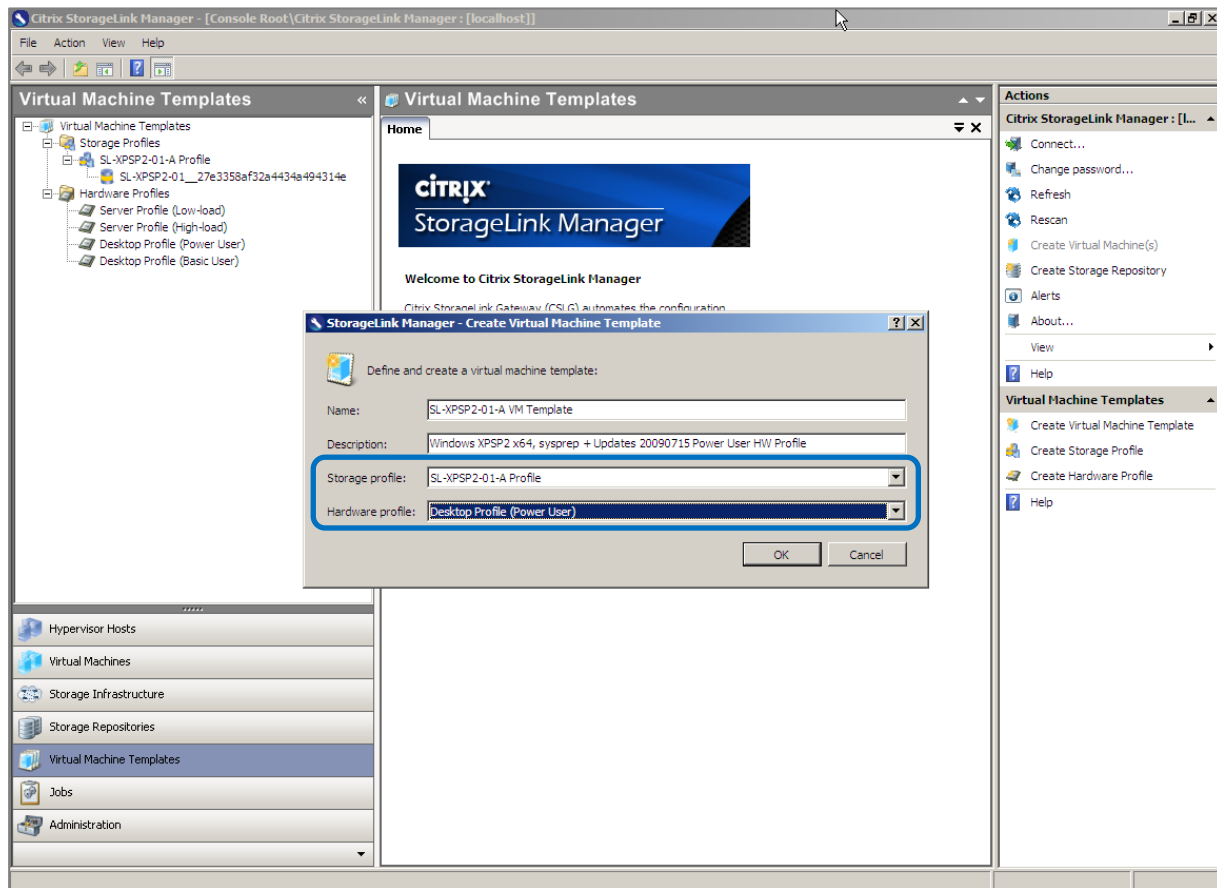 Citrix StorageLink Manager - [Console Root\Citrix StorageLink Manager : [localhost]]
File Action View Help
Virtual Machine Templates «
Virtual Machine Templates
Storage Profiles
SL-XPSP2-01-A Profile
SL-XPSP2-01__27e3358af32a4434a494314e
Hardware Profiles
Server Profile (Low-load)
Server Profile (High-load)
Desktop Profile (Power User)
Desktop Profile (Basic User)
Hypervisor Hosts
Virtual Machines
Storage Infrastructure
Storage Repositories
Virtual Machine Templates
Jobs
Administration
Virtual Machine Templates
Home
CITRIX
StorageLink Manager
Welcome to Citrix StorageLink Manager
Citrix StorageLink Gateway (CSLG) automates the configuration
StorageLink Manager - Create Virtual Machine Template
Define and create a virtual machine template:
Name: SL-XPSP2-01-A VM Template
Description: Windows XPSP2 x64, sysprep + Updates 20090715 Power User HW Profile
Storage profile: SL-XPSP2-01-A Profile
Hardware profile: Desktop Profile (Power User)
OK Cancel
Actions
Citrix StorageLink Manager : [l...
Connect...
Change password...
Refresh
Rescan
Create Virtual Machine(s)
Create Storage Repository
Alerts
About...
View
Help
Virtual Machine Templates
Create Virtual Machine Template
Create Storage Profile
Create Hardware Profile
Help